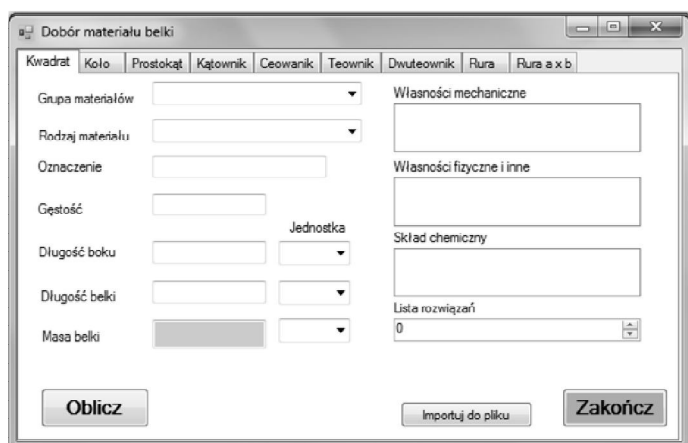 Dobór materiału belki
Kwadrat Koło Prostokąt Kątownik Ceowanik Teownik Dwuteownik Rura Rura a x b
Grupa materiałów
Rodzaj materiału
Oznaczenie
Gęstość
Jednostka
Długość boku
Długość belki
Masa belki
Własności mechaniczne
Własności fizyczne i inne
Skład chemiczny
Lista rozwiązań
0
Oblicz
Importuj do pliku
Zakończ